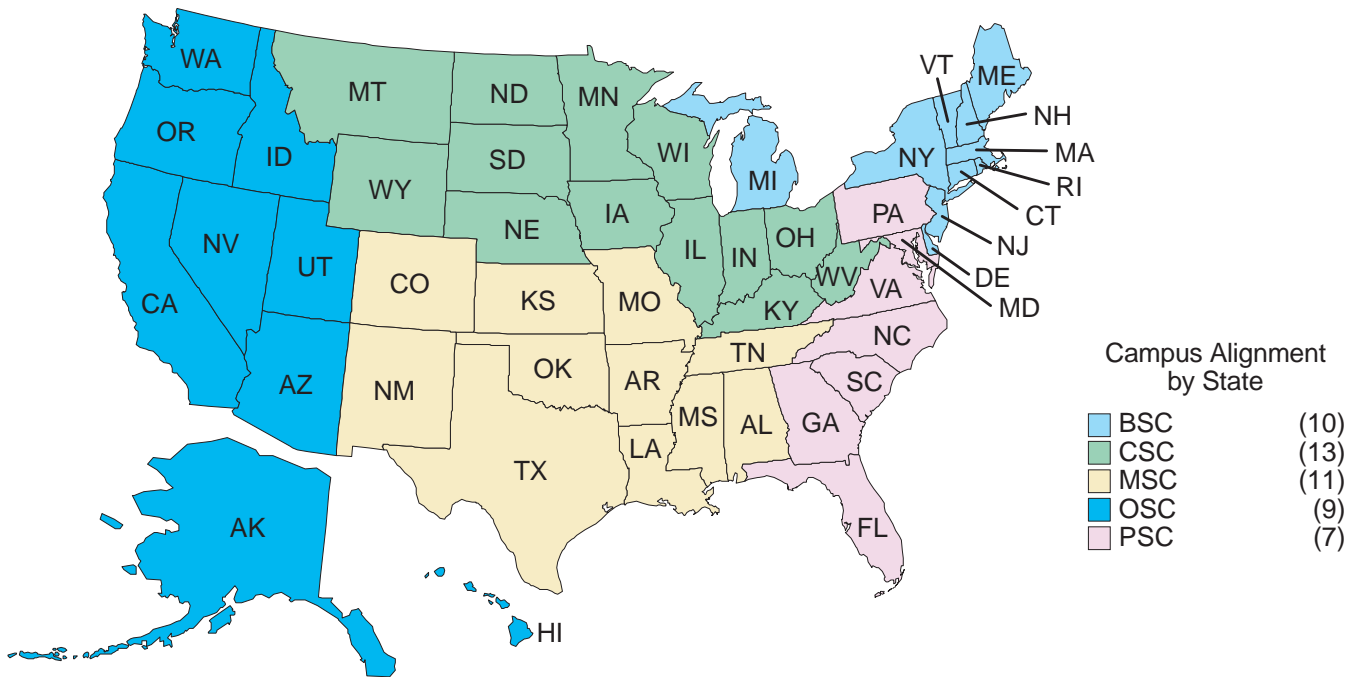 WA
MT
ND
MN
VT
ME
OR
ID
SD
WI
NH
MA
NY
MI
RI
WY
CT
PA
IA
NE
NJ
OH
IL
IN
NV
UT
DE
CO
WV
VA
MD
CA
KS
MO
KY
NC
TN
OK
AZ
NM
AR
SC
MS
AL
GA
LA
TX
FL
AK
HI
Campus Alignment
by State
BSC (10)
CSC (13)
MSC (11)
OSC (9)
PSC (7)